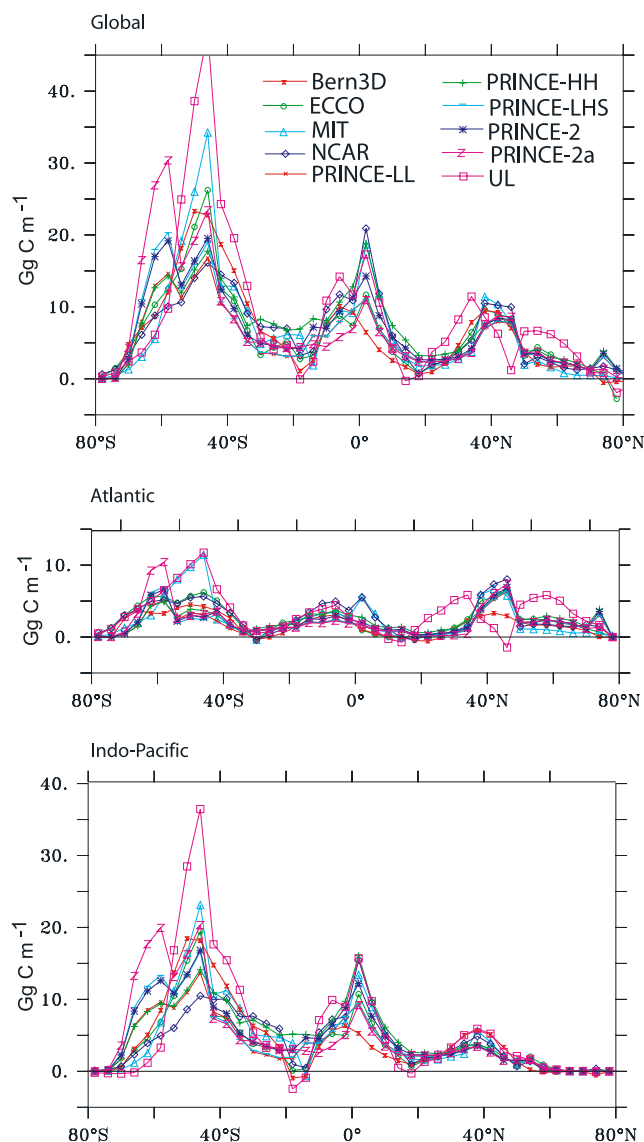 Global
40.
30.
20.
10.
0.
Gg C m⁻¹
Bern3D
ECCO
MIT
NCAR
PRINCE-LL
PRINCE-HH
PRINCE-LHS
PRINCE-2
PRINCE-2a
UL
80°S 40°S 0° 40°N 80°N
Atlantic
10.
0.
Gg C m⁻¹
80°S 40°S 0° 40°N 80°N
Indo-Pacific
40.
30.
20.
10.
0.
Gg C m⁻¹
80°S 40°S 0° 40°N 80°N